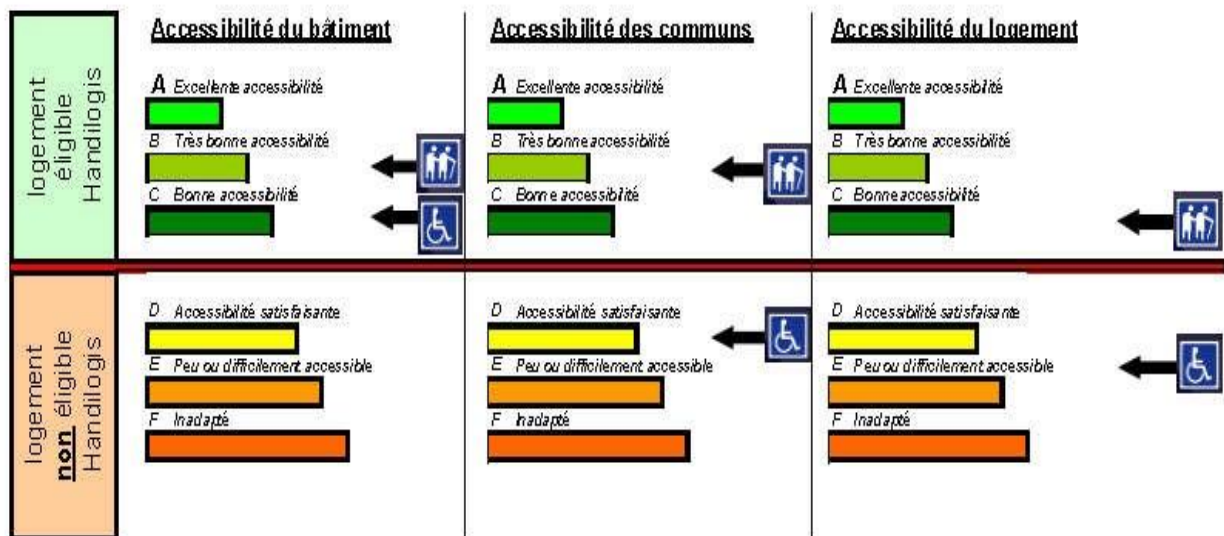 logement
éligible
Handilogis
Accessibilité du bâtiment
A Excellente accessibilité
B Très bonne accessibilité
C Bonne accessibilité
D Accessibilité satisfaisante
E Peu ou difficilement accessible
F Inadapté
Accessibilité des communs
A Excellente accessibilité
B Très bonne accessibilité
C Bonne accessibilité
D Accessibilité satisfaisante
E Peu ou difficilement accessible
F Inadapté
Accessibilité du logement
A Excellente accessibilité
B Très bonne accessibilité
C Bonne accessibilité
D Accessibilité satisfaisante
E Peu ou difficilement accessible
F Inadapté
logement
non éligible
Handilogis